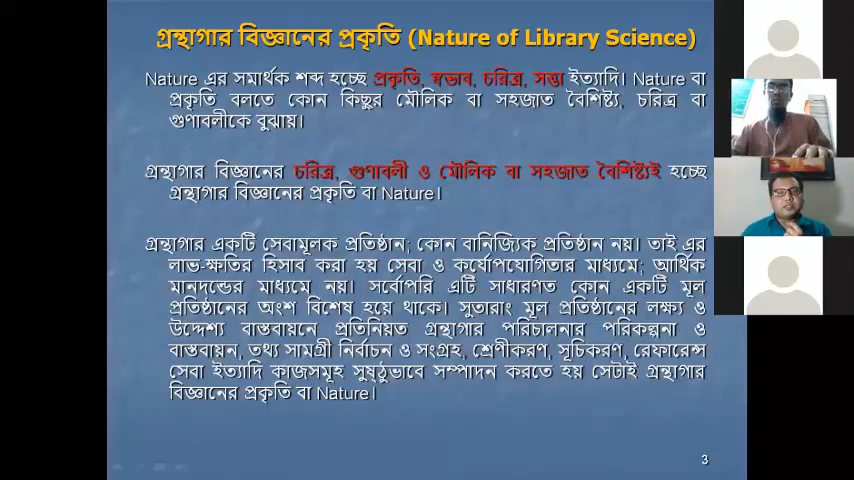 গ্রন্থাগার বিজ্ঞানের প্রকৃতি (Nature of Library Science)
Nature এর সমার্থক শব্দ হচ্ছে প্রকৃতি, স্বভাব, চরিত্র, সত্তা ইত্যাদি। Nature বা
প্রকৃতি বলতে কোন কিছুর মৌলিক বা সহজাত বৈশিষ্ট্য, চরিত্র বা
গুণাবলীকে বুঝায়।
গ্রন্থাগার বিজ্ঞানের চরিত্র, গুণাবলী ও মৌলিক বা সহজাত বৈশিষ্ট্যই হচ্ছে
গ্রন্থাগার বিজ্ঞানের প্রকৃতি বা Nature।
গ্রন্থাগার একটি সেবামূলক প্রতিষ্ঠান; কোন বানিজ্যিক প্রতিষ্ঠান নয়। তাই এর
লাভ-ক্ষতির হিসাব করা হয় সেবা ও কর্যোপযোগিতার মাধ্যমে; আর্থিক
মানদন্ডের মাধ্যমে নয়। সর্বোপরি এটি সাধারণত কোন একটি মূল
প্রতিষ্ঠানের অংশ বিশেষ হয়ে থাকে। সুতারাং মূল প্রতিষ্ঠানের লক্ষ্য ও
উদ্দেশ্য বাস্তবায়নে প্রতিনিয়ত গ্রন্থাগার পরিচালনার পরিকল্পনা ও
বাস্তবায়ন, তথ্য সামগ্রী নির্বাচন ও সংগ্রহ, শ্রেণীকরণ, সূচিকরণ, রেফারেন্স
সেবা ইত্যাদি কাজসমূহ সুষ্ঠুভাবে সম্পাদন করতে হয় সেটাই গ্রন্থাগার
বিজ্ঞানের প্রকৃতি বা Nature।
3